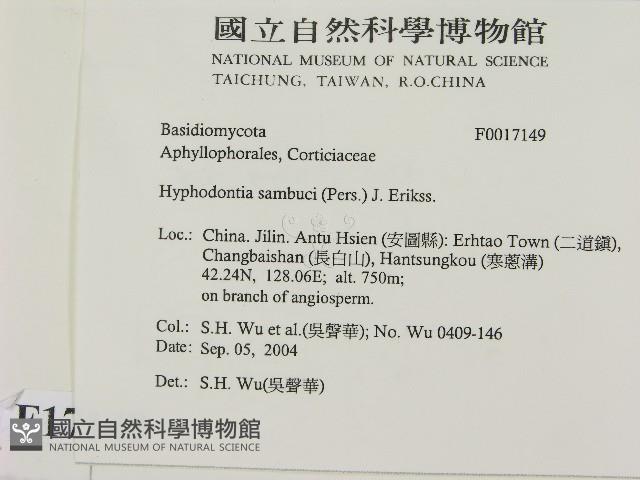 國立自然科學博物館
NATIONAL MUSEUM OF NATURAL SCIENCE
TAICHUNG, TAIWAN, R.O.CHINA
Basidiomycota F0017149
Aphyllophorales, Corticiaceae
Hyphodontia sambuci (Pers.) J. Erikss.
Loc.: China. Jilin. Antu Hsien (安圖縣): Erhtao Town (二道鎮),
Changbaishan (長白山), Hantsungkou (寒蔥溝)
42.24N, 128.06E; alt. 750m;
on branch of angiosperm.
Col.: S.H. Wu et al.(吳聲華); No. Wu 0409-146
Date: Sep. 05, 2004
Det.: S.H. Wu(吳聲華)
國立自然科學博物館
NATIONAL MUSEUM OF NATURAL SCIENCE